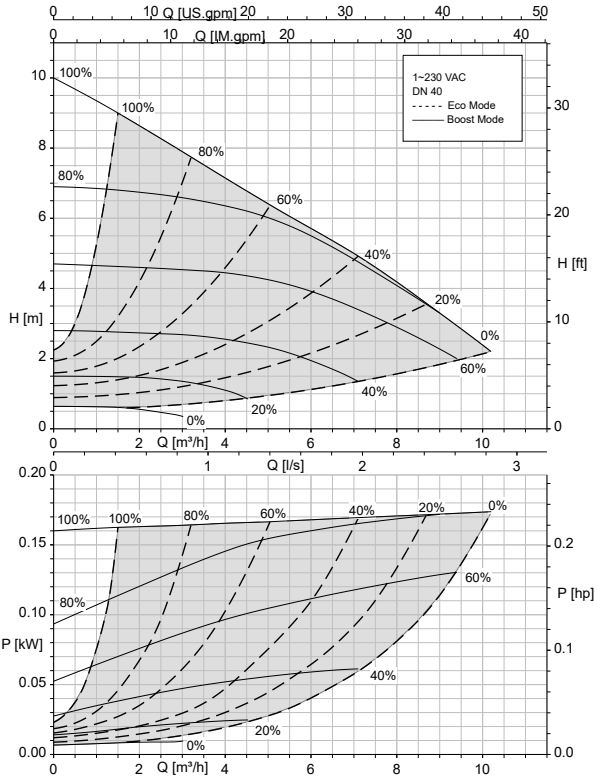 Q [US.gpm]
0 10 20 30 40 50
Q [IM.gpm]
0 10 20 30 40
10 100%
100%
1~230 VAC
DN 40
Eco Mode
Boost Mode
30
8 80%
80%
60%
20
6
40%
H [ft]
4
20%
H [m]
10
0%
2
60%
40%
20%
0%
0 0
0 2 4 6 8 10
Q [m³/h]
0 1 2 3
Q [l/s]
0.20
100% 100% 80% 60% 40% 20% 0%
0.15
0.2
60%
P [hp]
80%
0.10
P [kW]
0.1
40%
0.05
20%
0%
0.00 0.0
0 2 4 6 8 10
Q [m³/h]